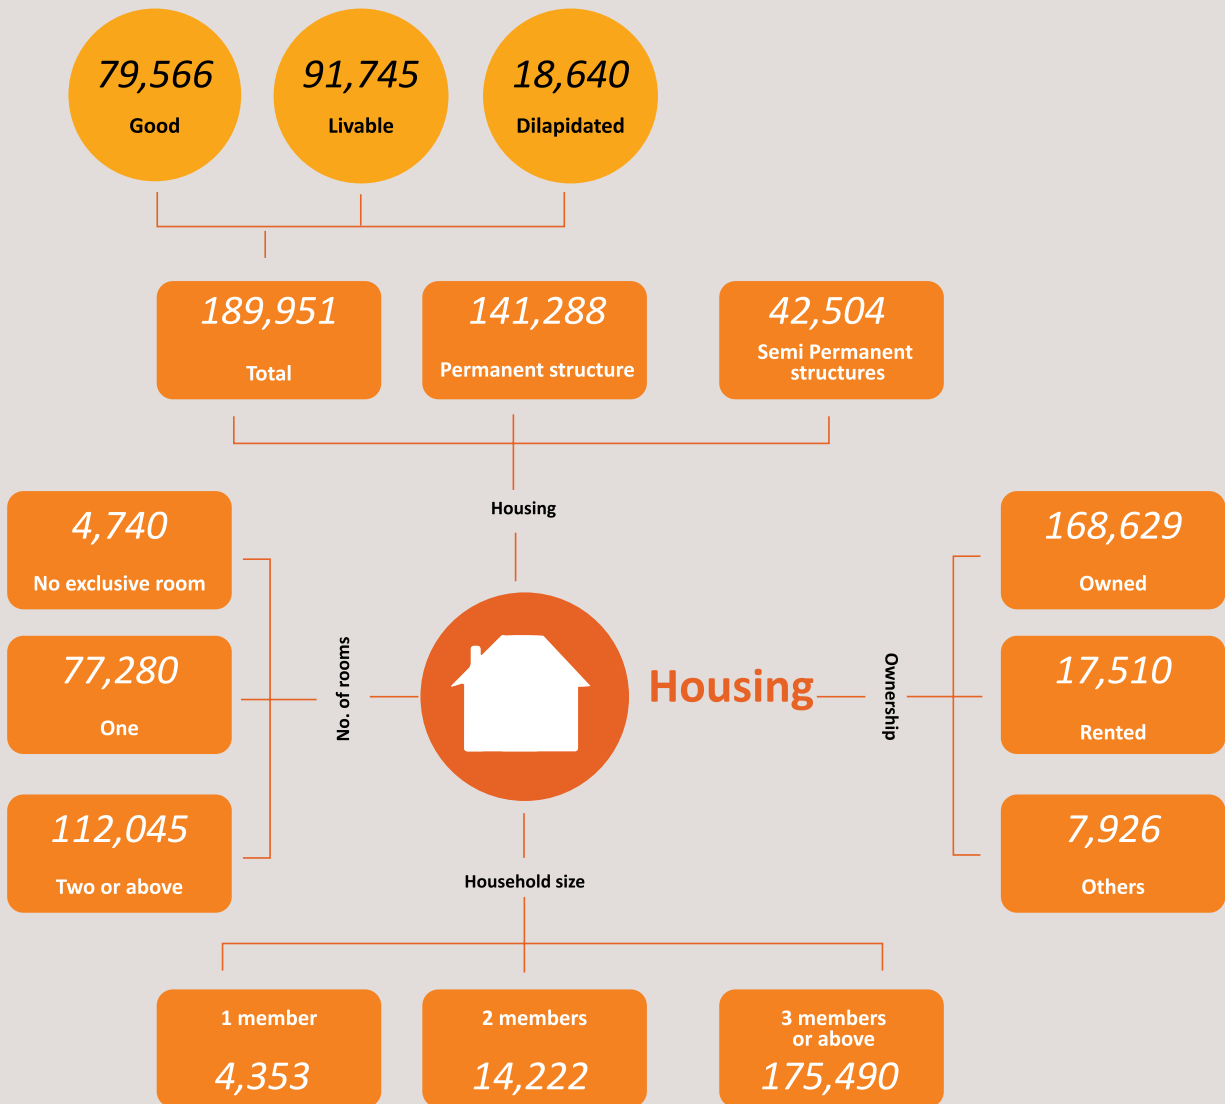 79,566
Good
91,745
Livable
18,640
Dilapidated
189,951
Total
141,288
Permanent structure
42,504
Semi Permanent
structures
Housing
4,740
No exclusive room
77,280
One
112,045
Two or above
No. of rooms
Housing
Ownership
168,629
Owned
17,510
Rented
7,926
Others
Household size
1 member
4,353
2 members
14,222
3 members
or above
175,490